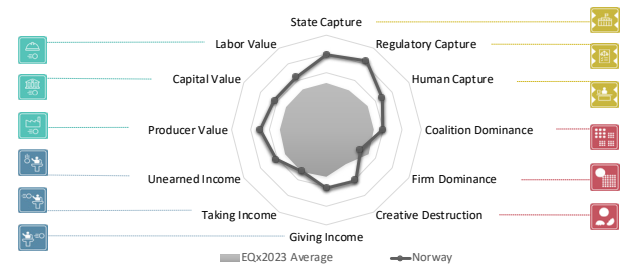 State Capture
Labor Value
Regulatory Capture
Capital Value
Human Capture
Producer Value
Coalition Dominance
Unearned Income
Firm Dominance
Taking Income
Creative Destruction
Giving Income
EQx2023 Average
Norway